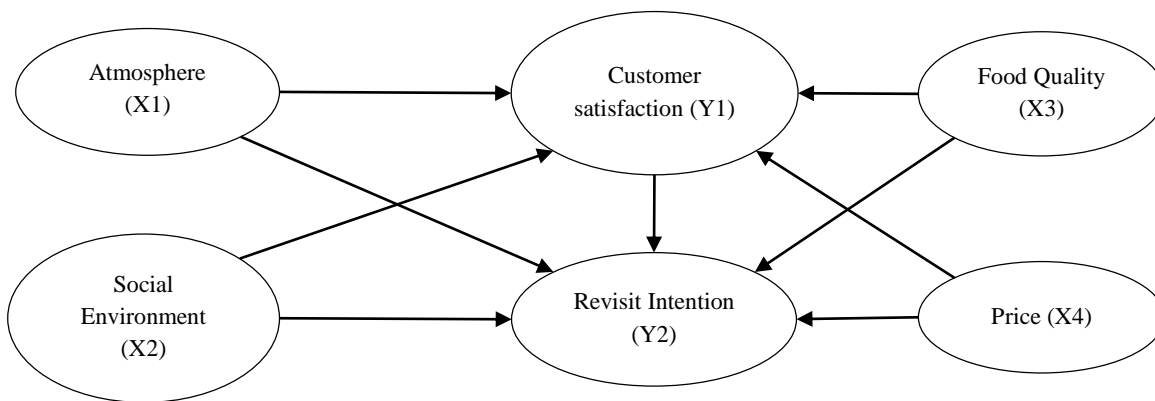 Atmosphere
(X1)
Customer
satisfaction (Y1)
Food Quality
(X3)
Social
Environment
(X2)
Revisit Intention
(Y2)
Price (X4)